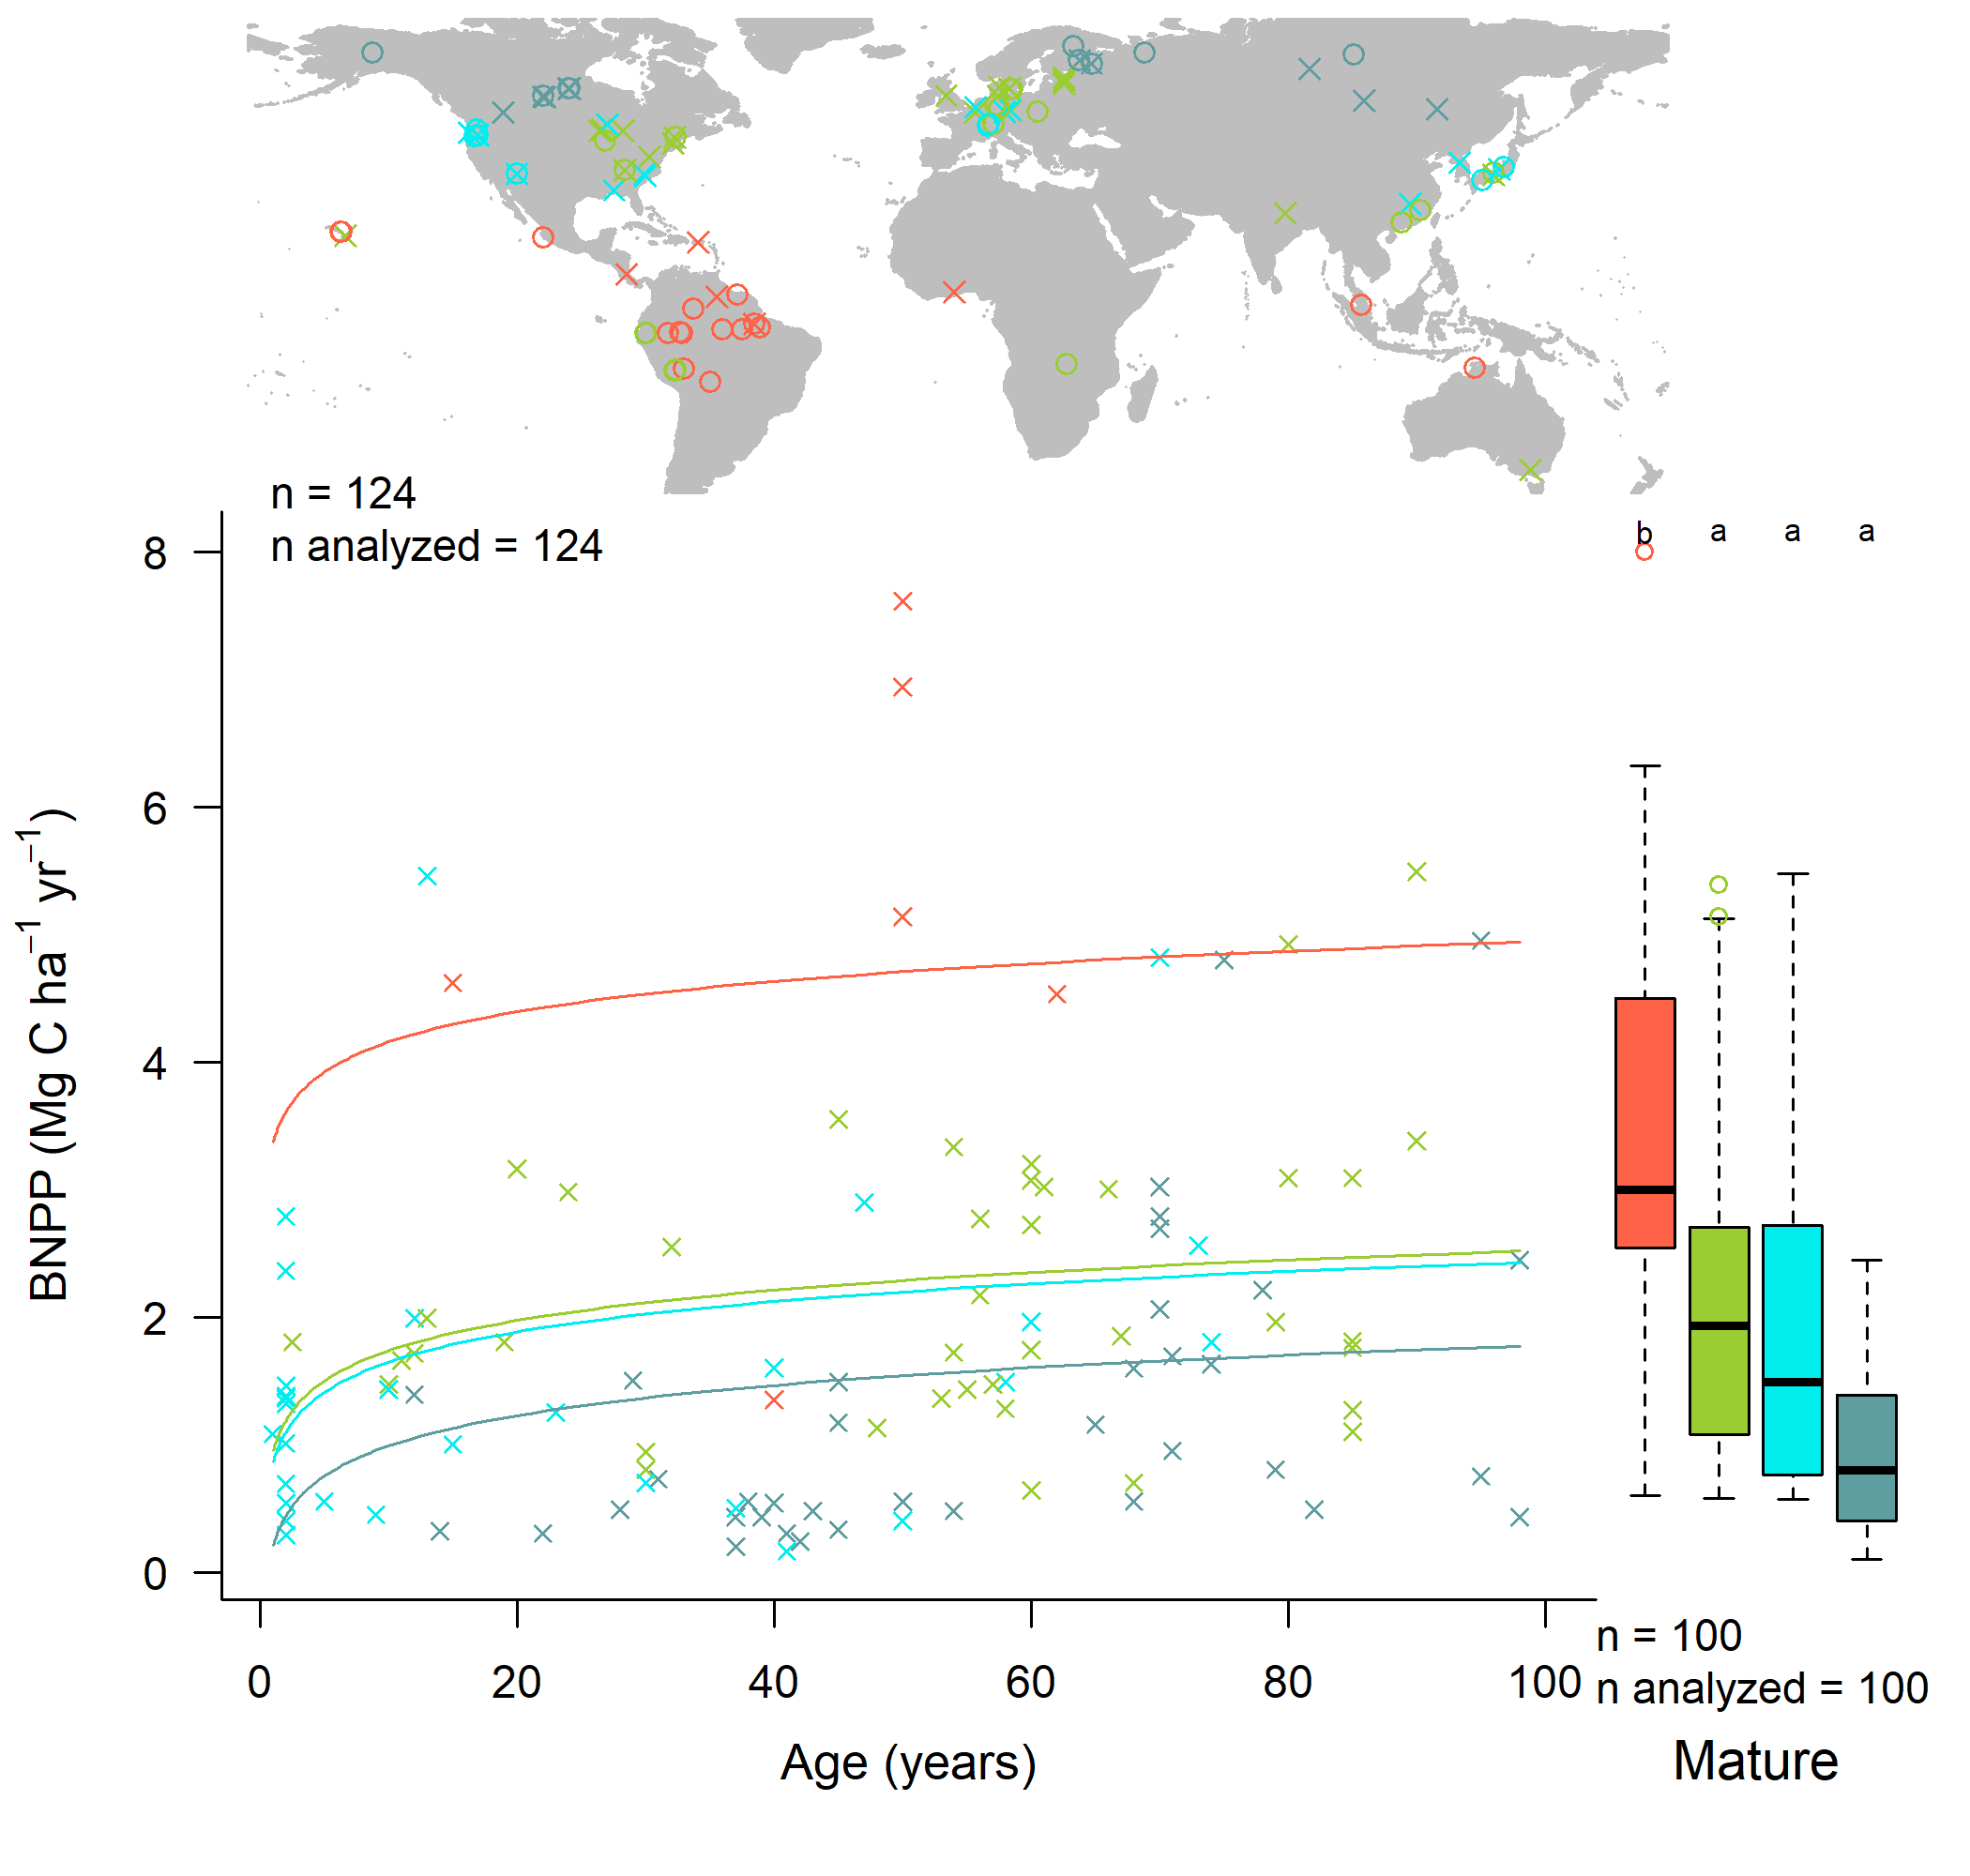 n = 124
n analyzed = 124
b a a a
8
6
4
2
0
BNPP (Mg C ha⁻¹ yr⁻¹)
0 20 40 60 80 100
Age (years)
n = 100
n analyzed = 100
Mature